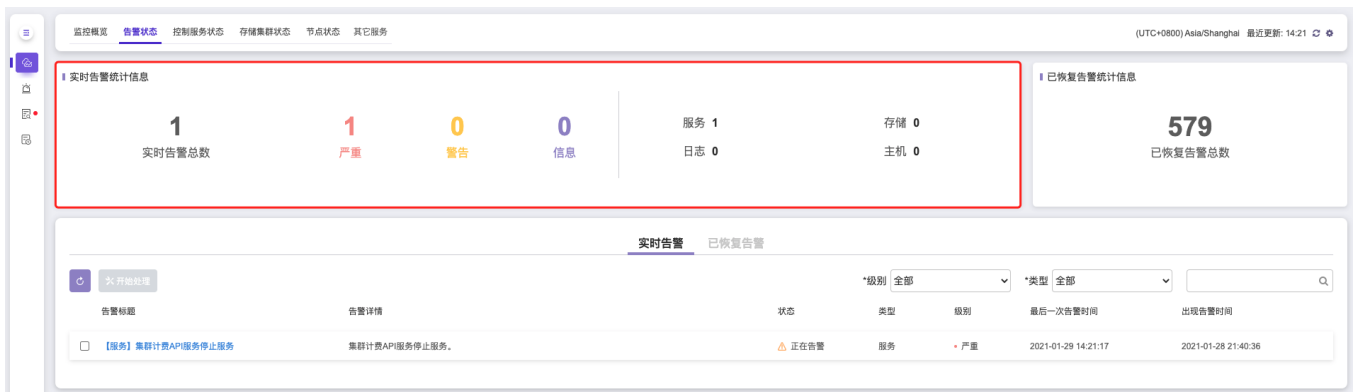 监控概览 告警状态 控制服务状态 存储集群状态 节点状态 其它服务 (UTC+0800) Asia/Shanghai 最近更新: 14:21
实时告警统计信息
1 1 0 0
实时告警总数 严重 警告 信息
服务 1 存储 0
日志 0 主机 0
已恢复告警统计信息
579
已恢复告警总数
实时告警 已恢复告警
开始处理 *级别 全部 *类型 全部
告警标题 告警详情 状态 类型 级别 最后一次告警时间 出现告警时间
【服务】集群计费API服务停止服务 集群计费API服务停止服务。 正在告警 服务 严重 2021-01-29 14:21:17 2021-01-28 21:40:36